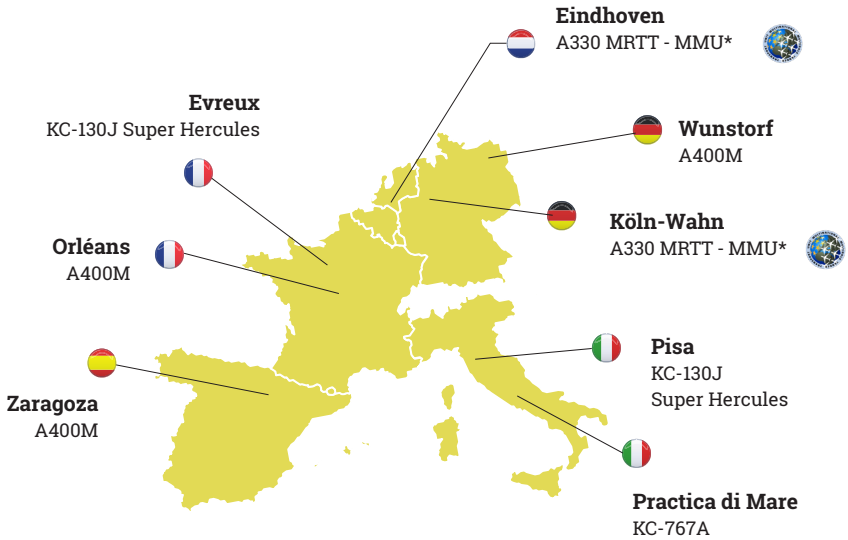 Eindhoven
A330 MRTT - MMU*
Evreux
KC-130J Super Hercules
Wunstorf
A400M
Köln-Wahn
A330 MRTT - MMU*
Orléans
A400M
Pisa
KC-130J
Super Hercules
Zaragoza
A400M
Practica di Mare
KC-767A